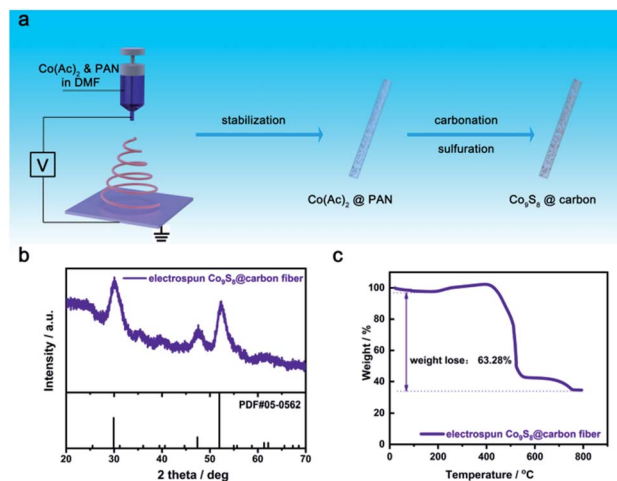 a
Co(Ac)₂ & PAN
in DMF
V
stabilization
carbonation
sulfuration
Co(Ac)₂ @ PAN
Co₉S₈ @ carbon
b
electrospun Co₉S₈@carbon fiber
Intensity / a.u.
PDF#05-0562
20 30 40 50 60 70
2 theta / deg
c
100
80
60
40
20
Weight / %
weight lose: 63.28%
electrospun Co₉S₈@carbon fiber
0 200 400 600 800 1000
Temperature / °C